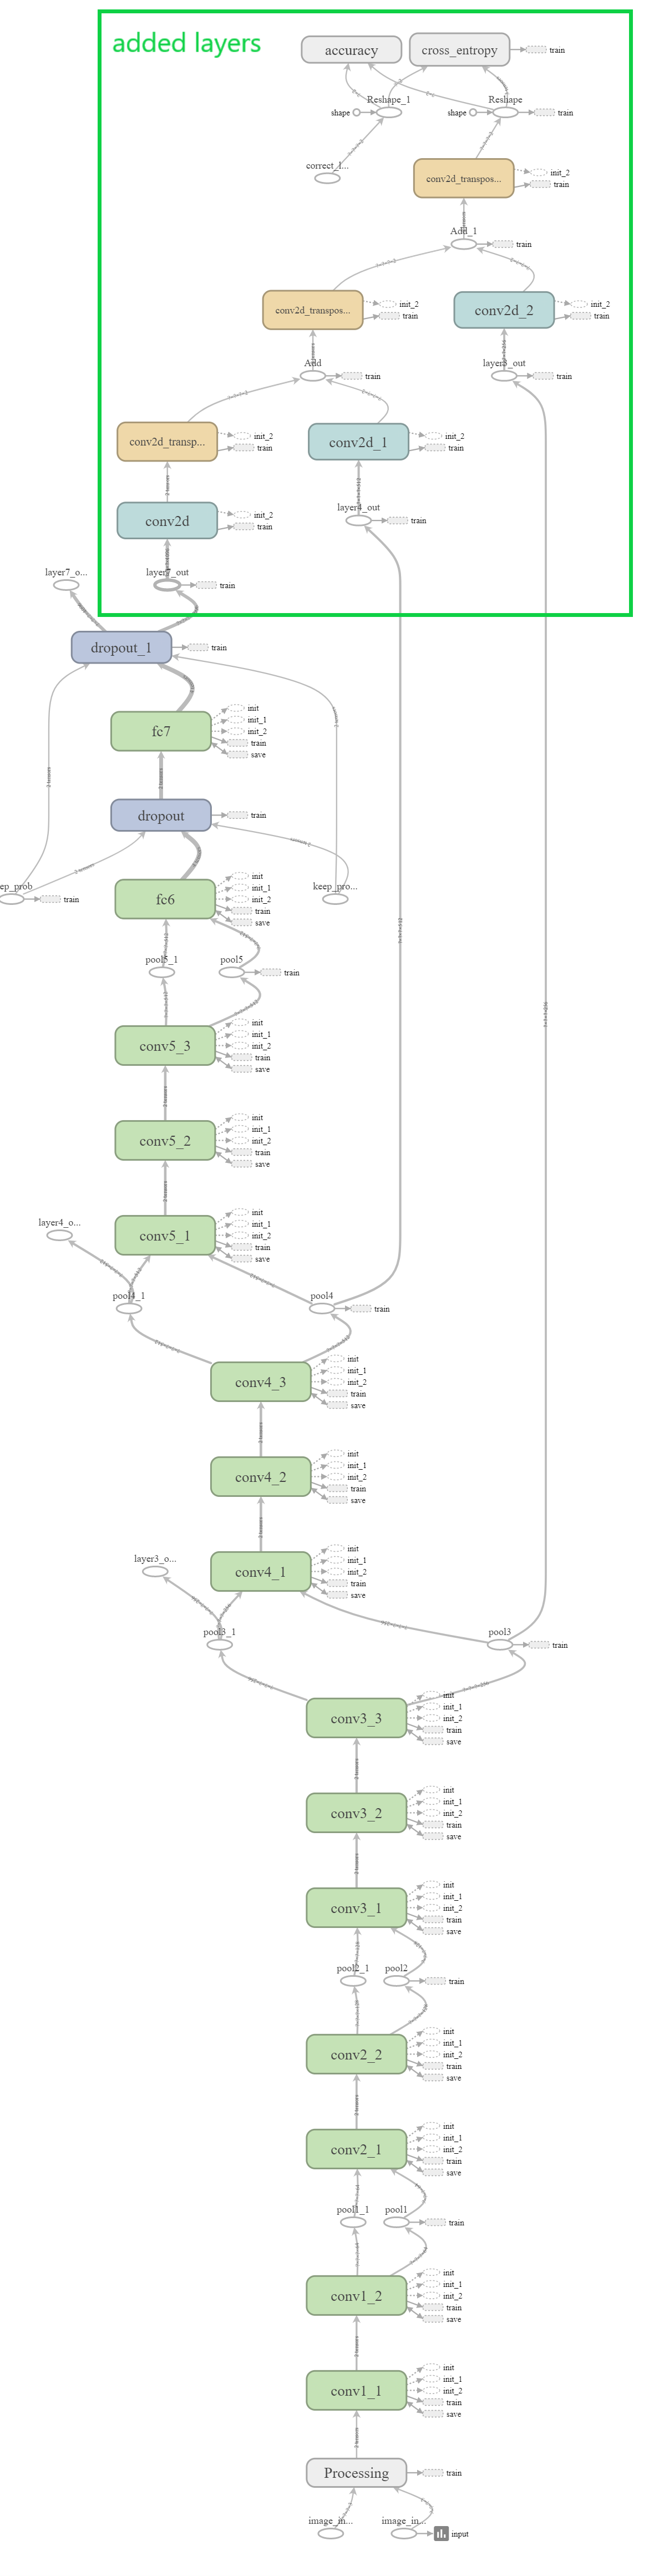 added layers
accuracy
cross_entropy
train
Reshape_1
Reshape
shape
shape
train
correct_l...
conv2d_transpos...
init_2
train
Add_1
train
conv2d_transpos...
init_2
train
conv2d_2
init_2
train
Add
train
layer3_out
train
conv2d_transp...
init_2
train
conv2d_1
init_2
train
conv2d
init_2
train
layer4_out
train
layer7_o...
layer7_out
train
dropout_1
train
fc7
init
init_1
init_2
train
save
dropout
train
ep_prob
train
keep_pro...
fc6
init
init_1
init_2
train
save
pool5_1
pool5
train
conv5_3
init
init_1
init_2
train
save
conv5_2
init
init_1
init_2
train
save
conv5_1
init
init_1
init_2
train
save
layer4_o...
pool4_1
pool4
train
conv4_3
init
init_1
init_2
train
save
conv4_2
init
init_1
init_2
train
save
conv4_1
init
init_1
init_2
train
save
layer3_o...
pool3_1
pool3
train
conv3_3
init
init_1
init_2
train
save
conv3_2
init
init_1
init_2
train
save
conv3_1
init
init_1
init_2
train
save
pool2_1
pool2
train
conv2_2
init
init_1
init_2
train
save
conv2_1
init
init_1
init_2
train
save
pool1_1
pool1
train
conv1_2
init
init_1
init_2
train
save
conv1_1
init
init_1
init_2
train
save
Processing
train
image_in...
image_in...
input